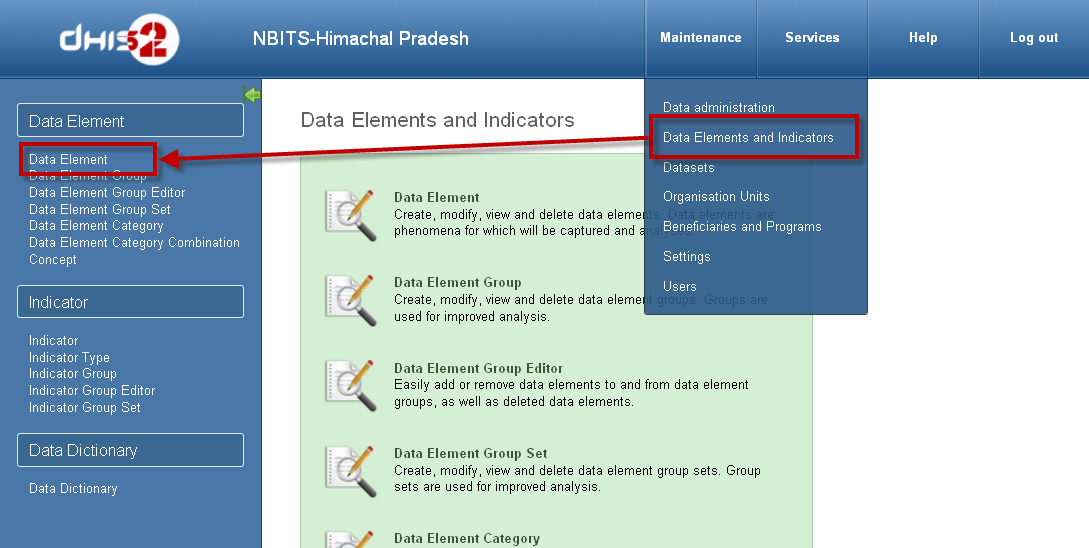 dhis2
NBITS-Himachal Pradesh
Maintenance
Services
Help
Log out
Data administration
Data Elements and Indicators
Datasets
Organisation Units
Beneficiaries and Programs
Settings
Users
Data Element
Data Element
Data Element Group
Data Element Group Editor
Data Element Group Set
Data Element Category
Data Element Category Combination
Concept
Indicator
Indicator
Indicator Type
Indicator Group
Indicator Group Editor
Indicator Group Set
Data Dictionary
Data Dictionary
Data Elements and Indicators
Data Element
Create, modify, view and delete data elements. Data elements are
phenomena for which will be captured and
Data Element Group
Create, modify, view and delete data element groups. Groups are
used for improved analysis.
Data Element Group Editor
Easily add or remove data elements to and from data element
groups, as well as deleted data elements.
Data Element Group Set
Create, modify, view and delete data element group sets. Group
sets are used for improved analysis.
Data Element Category